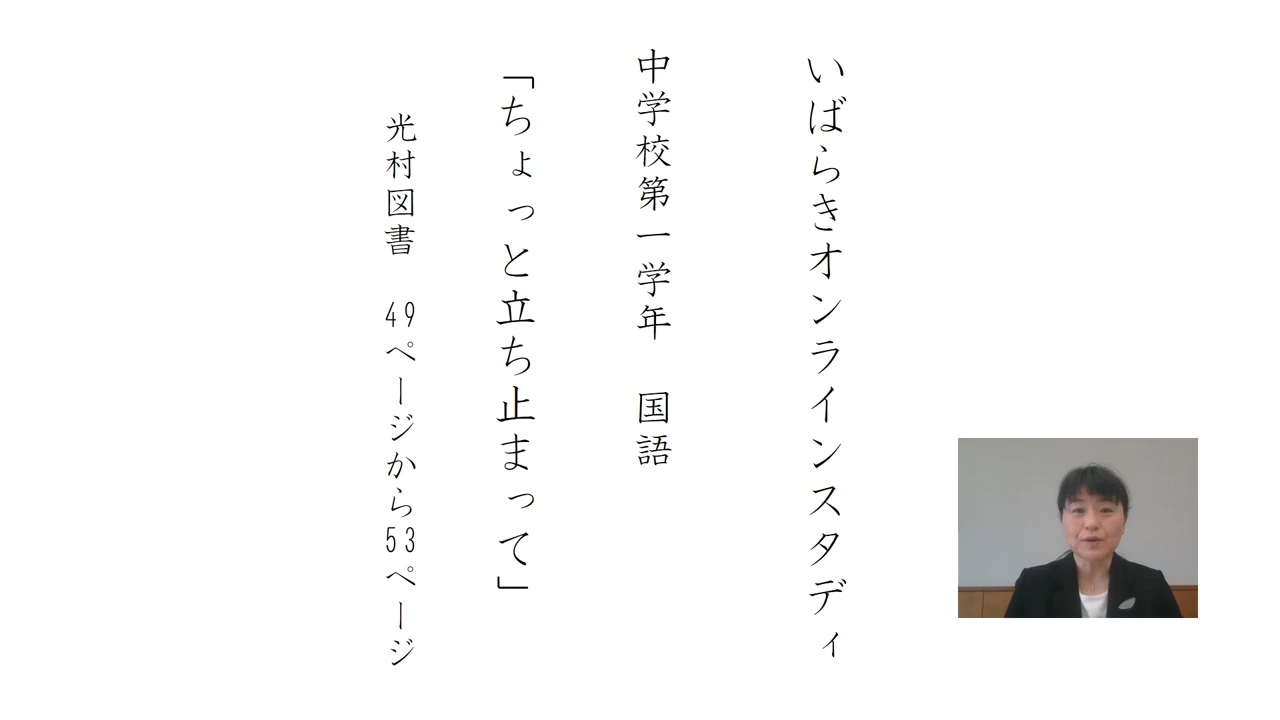 いばらきオンラインスタディ
中学校第一学年　国語
「ちょっと立ち止まって」
光村図書　49ページから53ページ